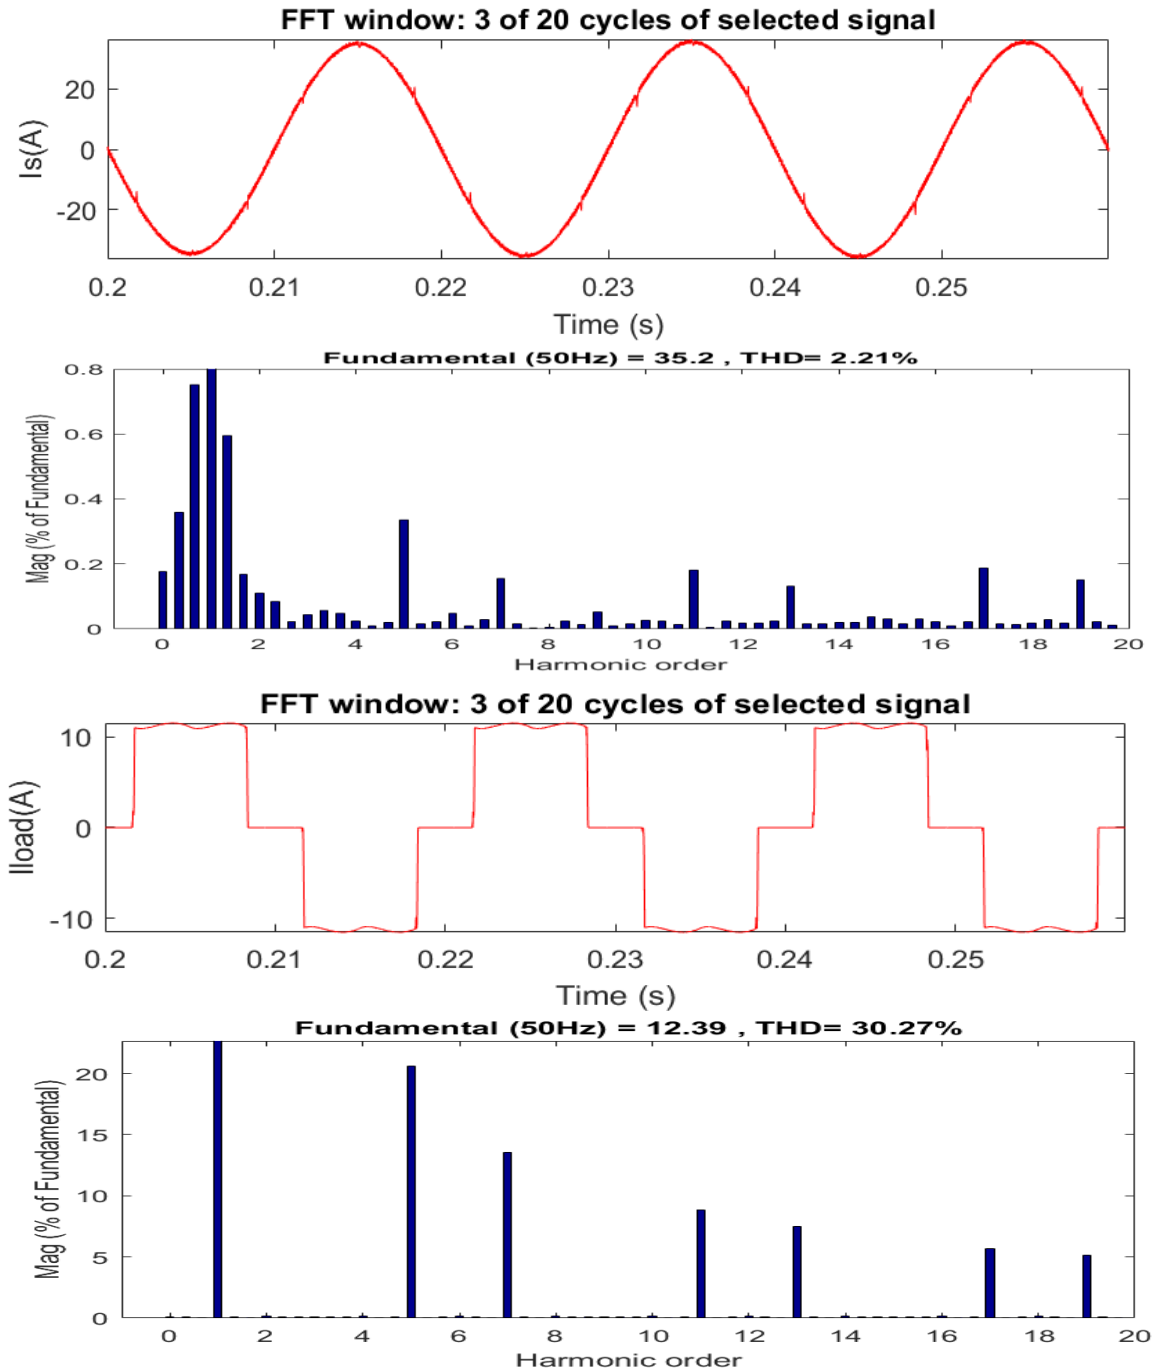 FFT window: 3 of 20 cycles of selected signal
Is(A)
20
0
-20
0.2 0.21 0.22 0.23 0.24 0.25
Time (s)
Fundamental (50Hz) = 35.2 , THD= 2.21%
Mag (% of Fundamental)
0.8
0.6
0.4
0.2
0
0 2 4 6 8 10 12 14 16 18 20
Harmonic order
FFT window: 3 of 20 cycles of selected signal
Iload(A)
10
0
-10
0.2 0.21 0.22 0.23 0.24 0.25
Time (s)
Fundamental (50Hz) = 12.39 , THD= 30.27%
Mag (% of Fundamental)
20
15
10
5
0
0 2 4 6 8 10 12 14 16 18 20
Harmonic order